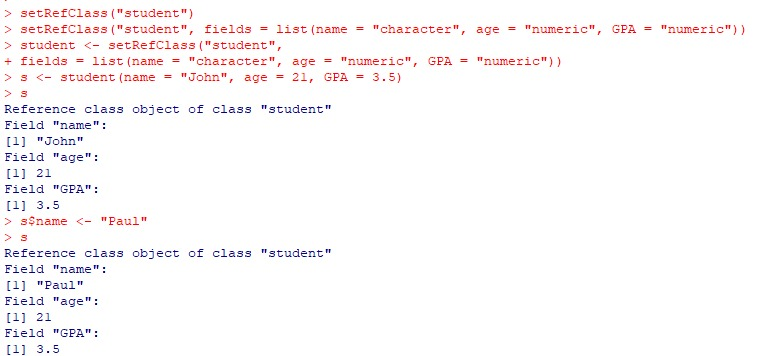 > setRefClass("student")
> setRefClass("student", fields = list(name = "character", age = "numeric", GPA = "numeric"))
> student <- setRefClass("student",
+ fields = list(name = "character", age = "numeric", GPA = "numeric"))
> s <- student(name = "John", age = 21, GPA = 3.5)
> s
Reference class object of class "student"
Field "name":
[1] "John"
Field "age":
[1] 21
Field "GPA":
[1] 3.5
> s$name <- "Paul"
> s
Reference class object of class "student"
Field "name":
[1] "Paul"
Field "age":
[1] 21
Field "GPA":
[1] 3.5